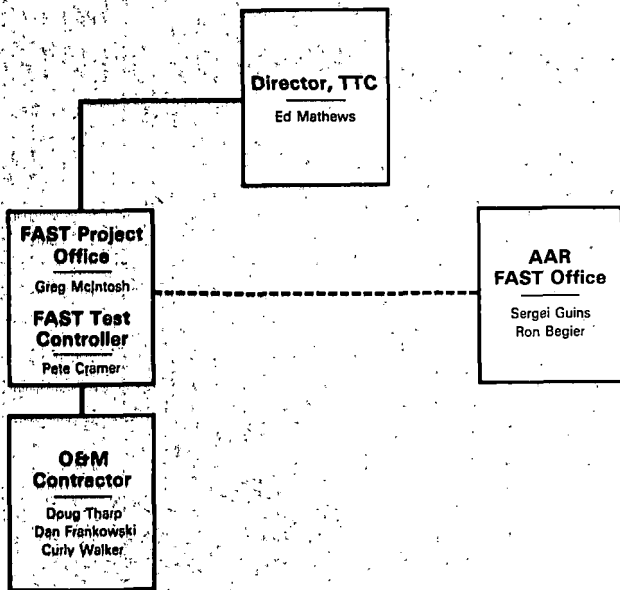 Director, TTC
Ed Mathews
FAST Project
Office
Greg McIntosh
FAST Test
Controller
Pete Cramer
AAR
FAST Office
Sergei Guins
Ron Begier
O&M
Contractor
Doug Tharp
Dan Frankowski
Curly Walker